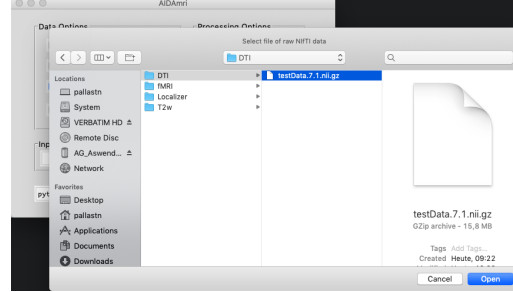 AIDAmri
Data Options
Processing Options
Select file of raw NIfTI data
DTI
Locations
pallastn
System
VERBATIM HD
Remote Disc
AG_Aswend...
Network
Favorites
Desktop
pallastn
Applications
Documents
Downloads
DTI
fMRI
Localizer
T2w
testData.7.1.nii.gz
testData.7.1.nii.gz
GZip archive - 15,8 MB
Tags Add Tags...
Created Heute, 09:22
Inp
pyt
Cancel
Open